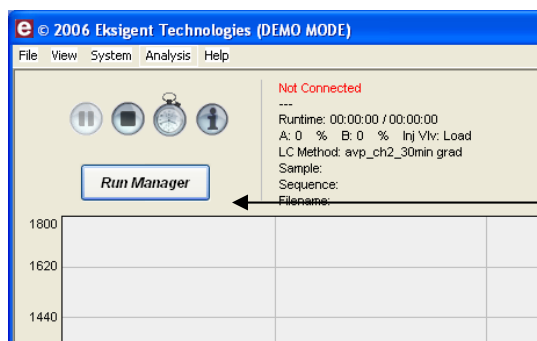 e © 2006 Eksigent Technologies (DEMO MODE)
File View System Analysis Help
Not Connected
---
Runtime: 00:00:00 / 00:00:00
A: 0 % B: 0 % Inj Vlv: Load
LC Method: avp_ch2_30min grad
Sample:
Run Manager
Sequence:
Filename:
1800
1620
1440